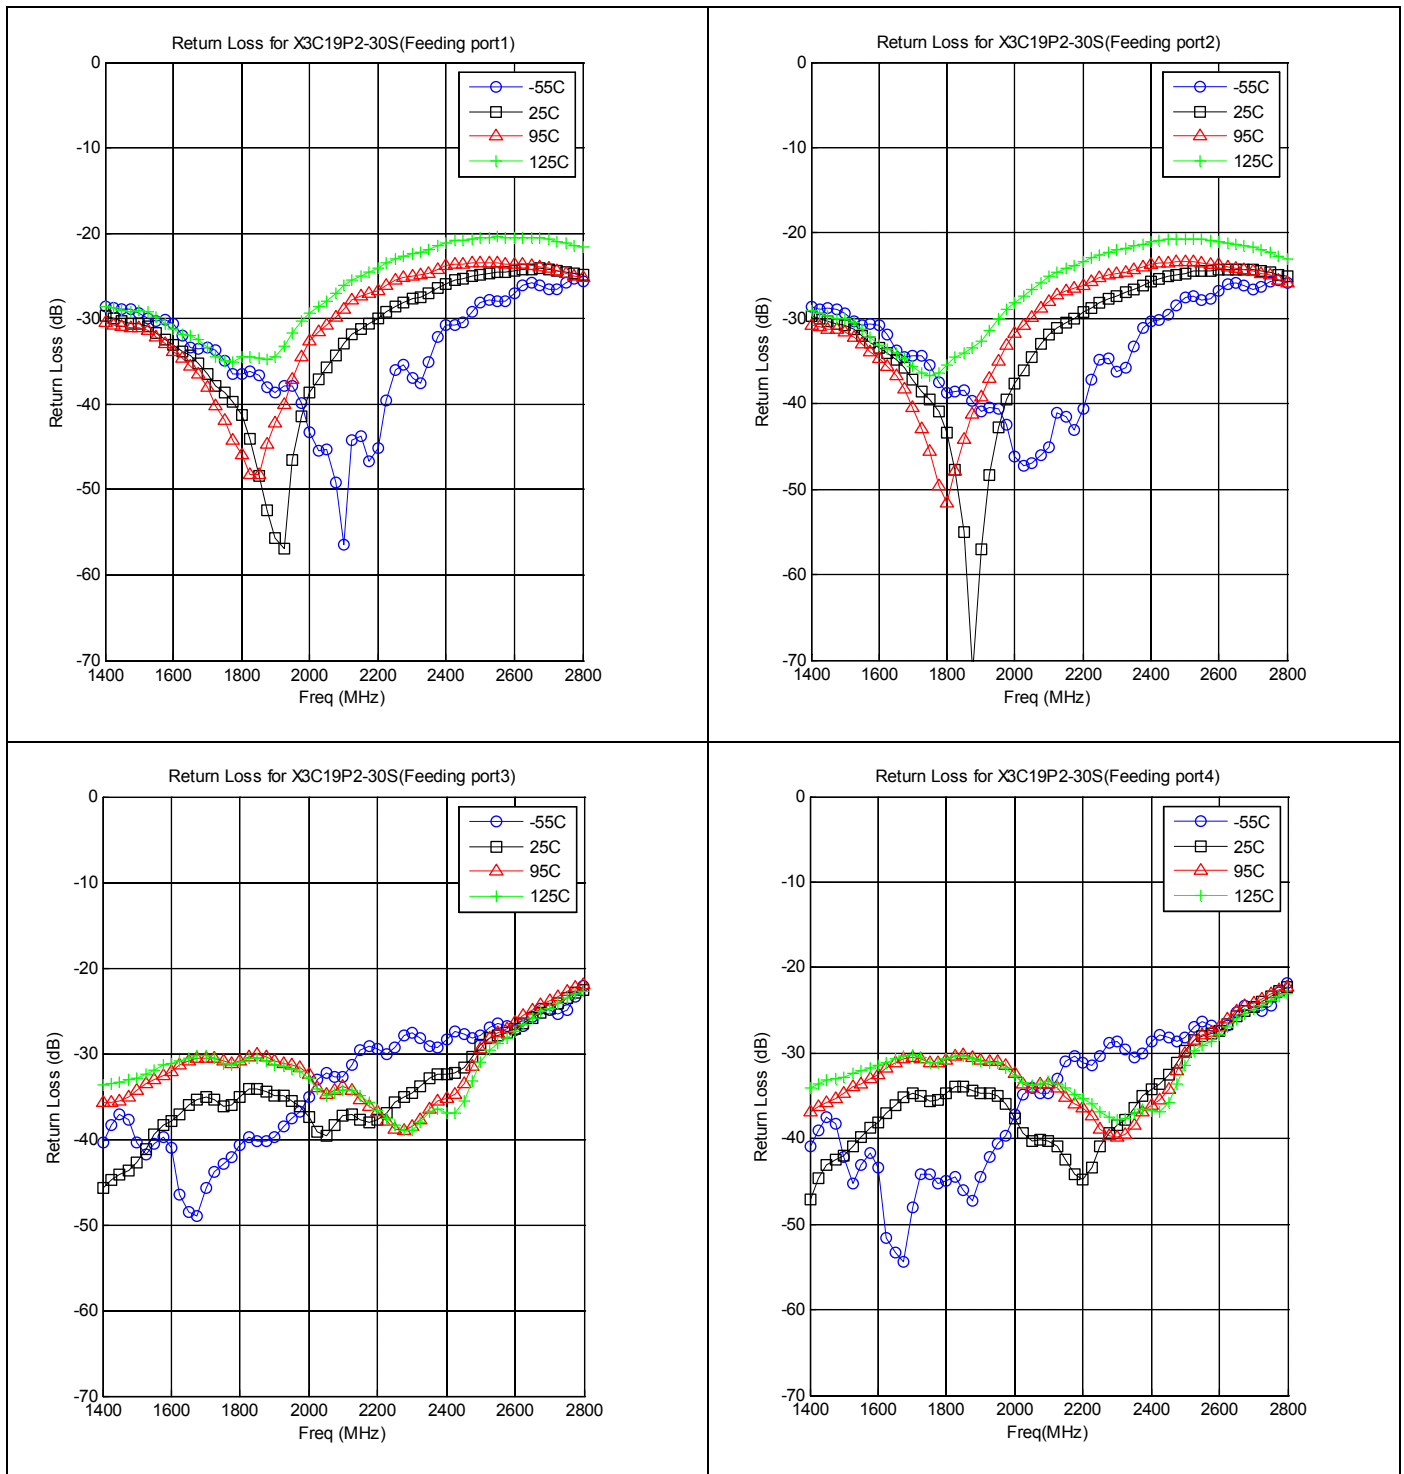 Return Loss for X3C19P2-30S(Feeding port1)
0
-10
-20
-30
-40
-50
-60
-70
Return Loss (dB)
-55C
25C
95C
125C
1400 1600 1800 2000 2200 2400 2600 2800
Freq (MHz)
Return Loss for X3C19P2-30S(Feeding port2)
0
-10
-20
-30
-40
-50
-60
-70
Return Loss (dB)
-55C
25C
95C
125C
1400 1600 1800 2000 2200 2400 2600 2800
Freq (MHz)
Return Loss for X3C19P2-30S(Feeding port3)
0
-10
-20
-30
-40
-50
-60
-70
Return Loss (dB)
-55C
25C
95C
125C
1400 1600 1800 2000 2200 2400 2600 2800
Freq (MHz)
Return Loss for X3C19P2-30S(Feeding port4)
0
-10
-20
-30
-40
-50
-60
-70
Return Loss (dB)
-55C
25C
95C
125C
1400 1600 1800 2000 2200 2400 2600 2800
Freq(MHz)